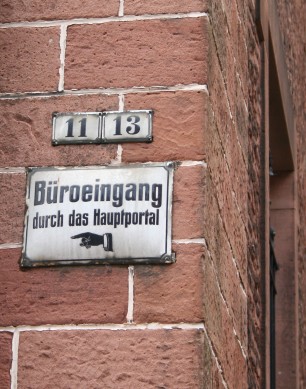 11 13
Büroeingang
durch das Hauptportal